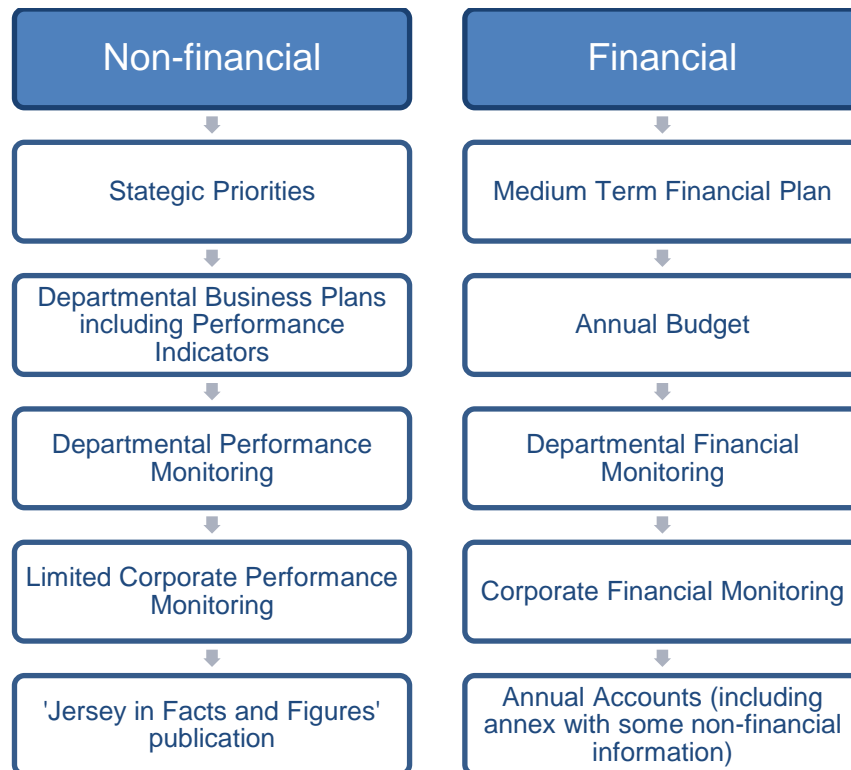 Non-financial
Stategic Priorities
Departmental Business Plans
including Performance
Indicators
Departmental Performance
Monitoring
Limited Corporate Performance
Monitoring
'Jersey in Facts and Figures'
publication
Financial
Medium Term Financial Plan
Annual Budget
Departmental Financial
Monitoring
Corporate Financial Monitoring
Annual Accounts (including
annex with some non-financial
information)